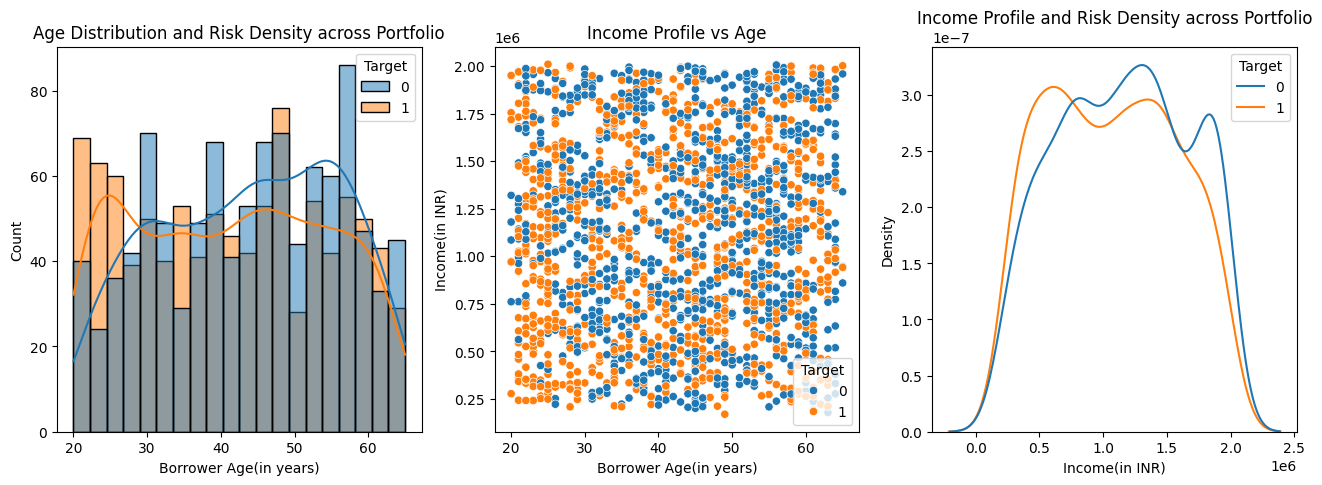 Age Distribution and Risk Density across Portfolio
Target
0
1
80
60
40
20
0
Count
20
30
40
50
60
Borrower Age(in years)
Income Profile vs Age
1e6
2.00
1.75
1.50
1.25
1.00
0.75
0.50
0.25
Income(in INR)
Target
0
1
20
30
40
50
60
Borrower Age(in years)
Income Profile and Risk Density across Portfolio
1e−7
Target
0
1
3.0
2.5
2.0
1.5
1.0
0.5
0.0
Density
0.0
0.5
1.0
1.5
2.0
2.5
1e6
Income(in INR)